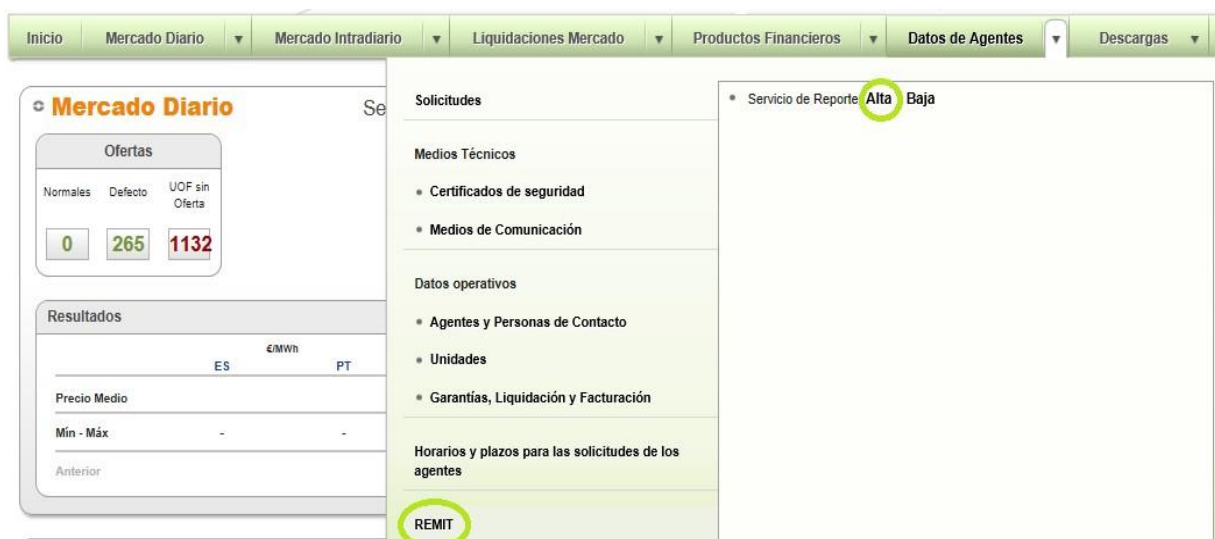 Inicio Mercado Diario Mercado Intradiario Liquidaciones Mercado Productos Financieros Datos de Agentes Descargas
Mercado Diario
Se
Ofertas
Normales Defecto UOF sin Oferta
0 265 1132
Resultados
€/MWh
ES PT
Precio Medio
Mín - Máx - -
Anterior
Solicitudes
Medios Técnicos
Certificados de seguridad
Medios de Comunicación
Datos operativos
Agentes y Personas de Contacto
Unidades
Garantías, Liquidación y Facturación
Horarios y plazos para las solicitudes de los
agentes
REMIT
Servicio de Reporte Alta Baja